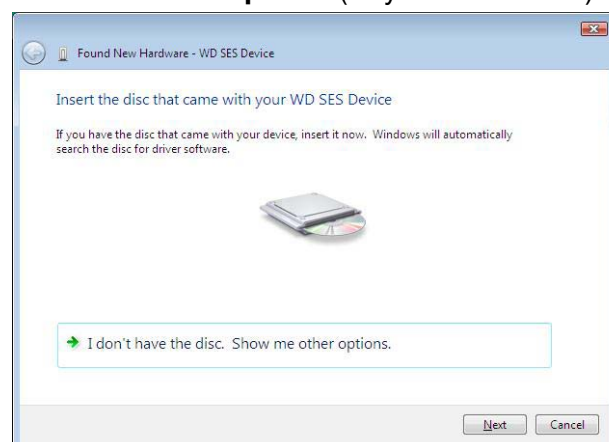 Found New Hardware - WD SES Device
Insert the disc that came with your WD SES Device
If you have the disc that came with your device, insert it now.  Windows will automatically
search the disc for driver software.
I don't have the disc.  Show me other options.
Next Cancel